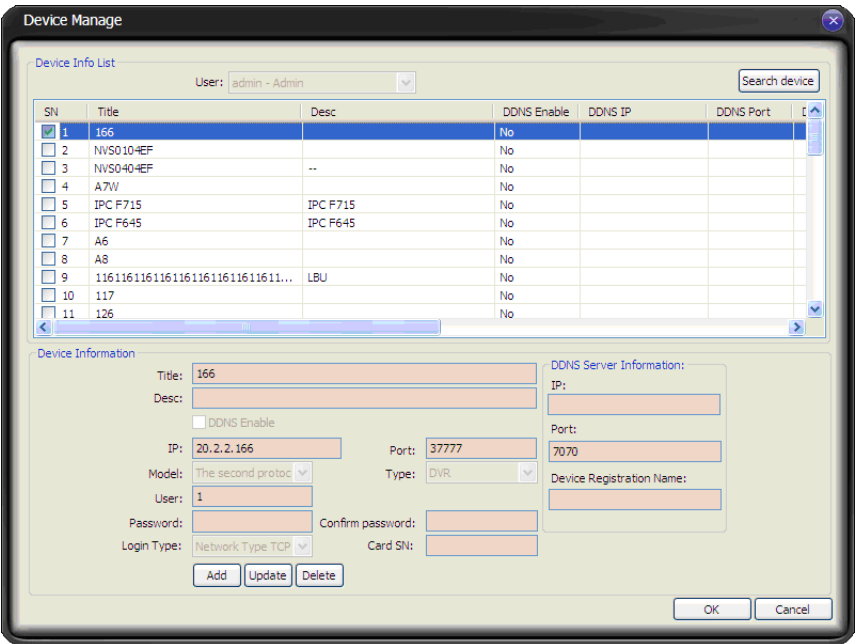 Device Manage
Device Info List
User: admin - Admin Search device
SN Title Desc DDNS Enable DDNS IP DDNS Port
1 166 No
2 NVS0104EF No
3 NVS0404EF -- No
4 A7W No
5 IPC F715 IPC F715 No
6 IPC F645 IPC F645 No
7 A6 No
8 A8 No
9 1161161161161161161161161161... LBU No
10 117 No
11 126 No
Device Information
Title: 166
Desc:
DDNS Enable
IP: 20.2.2.166 Port: 37777
Model: The second protoc Type: DVR
User: 1
Password: Confirm password:
Login Type: Network Type TCP Card SN:
Add Update Delete
DDNS Server Information:
IP:
Port:
7070
Device Registration Name:
OK Cancel